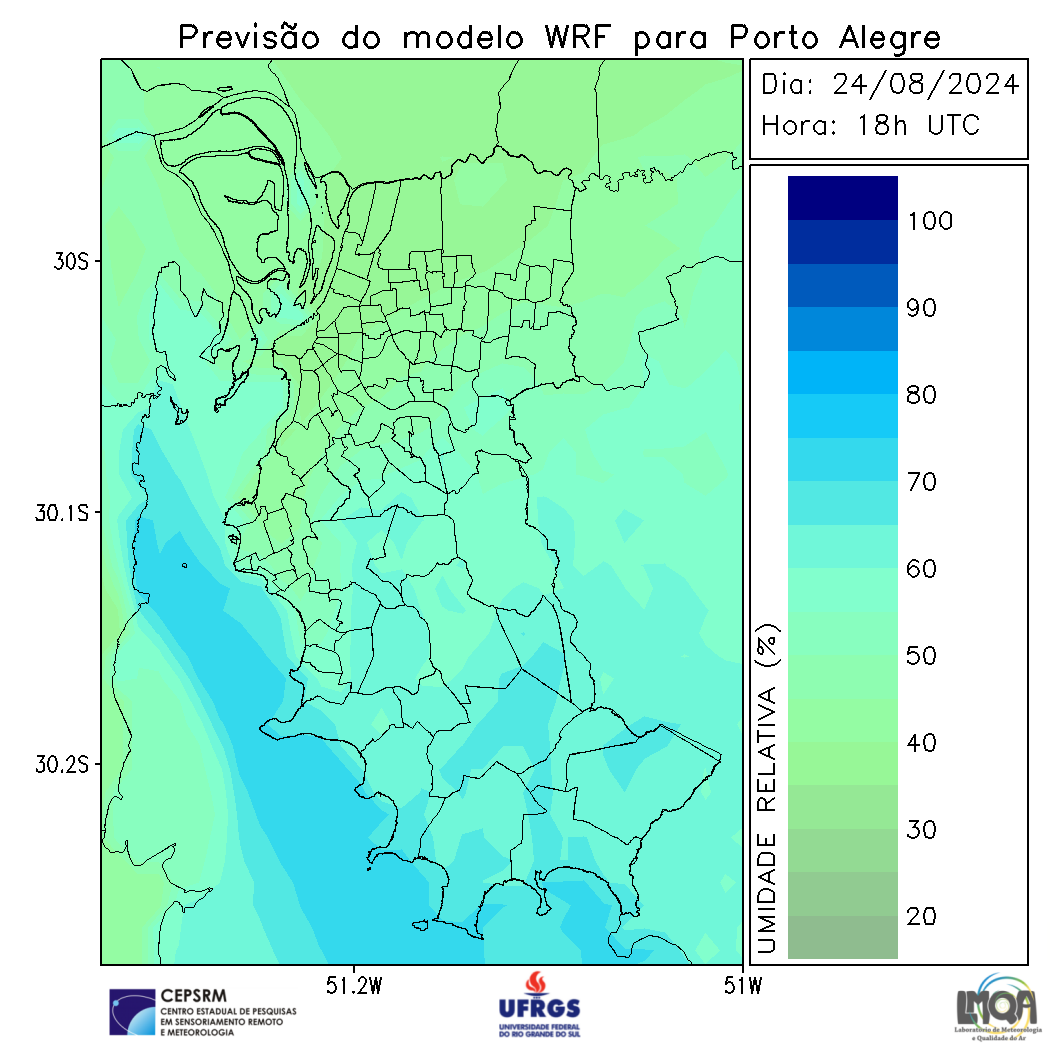 Previsão do modelo WRF para Porto Alegre
Dia: 24/08/2024
Hora: 18h UTC
100
90
80
70
60
50
40
30
20
UMIDADE RELATIVA (%)
30S
30.1S
30.2S
51.2W
51W
CEPSRM
CENTRO ESTADUAL DE PESQUISAS
EM SENSORIAMENTO REMOTO
E METEOROLOGIA
UFRGS
UNIVERSIDADE FEDERAL
DO RIO GRANDE DO SUL
LMQA
Laboratório de Meteorologia
e Qualidade do Ar